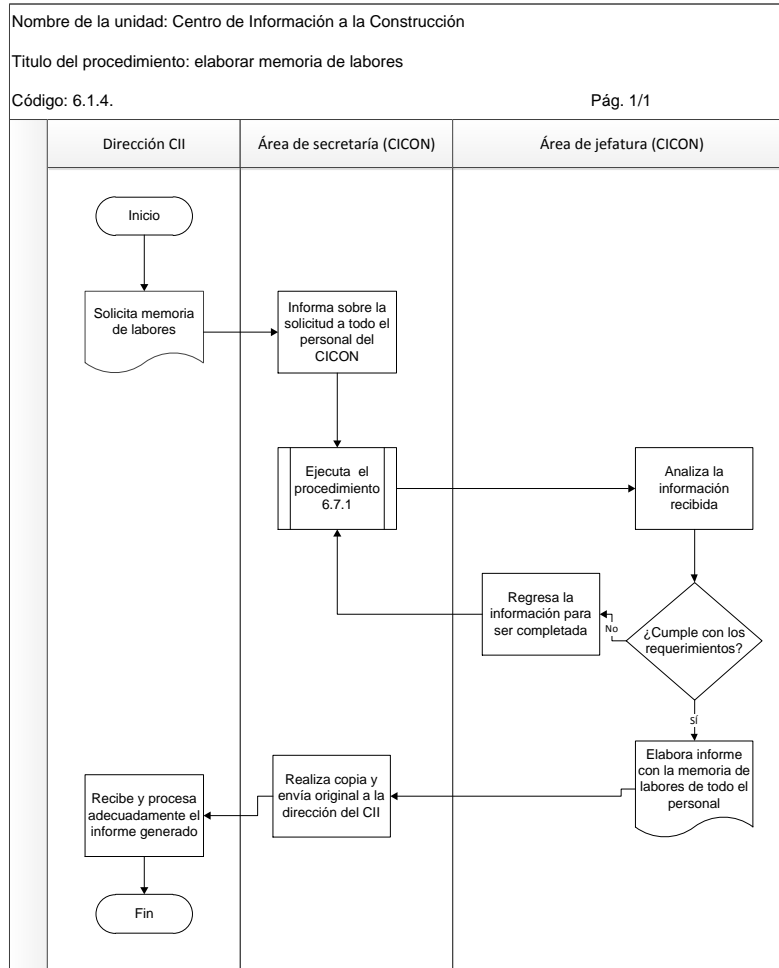 Nombre de la unidad: Centro de Información a la Construcción
Titulo del procedimiento: elaborar memoria de labores
Código: 6.1.4. Pág. 1/1
Dirección CII
Área de secretaría (CICON)
Área de jefatura (CICON)
Inicio
Solicita memoria
de labores
Informa sobre la
solicitud a todo el
personal del
CICON
Ejecuta el
procedimiento
6.7.1
Analiza la
información
recibida
Regresa la
información para
ser completada
No
¿Cumple con los
requerimientos?
sí
Elabora informe
con la memoria de
labores de todo el
personal
Realiza copia y
envía original a la
dirección del CII
Recibe y procesa
adecuadamente el
informe generado
Fin